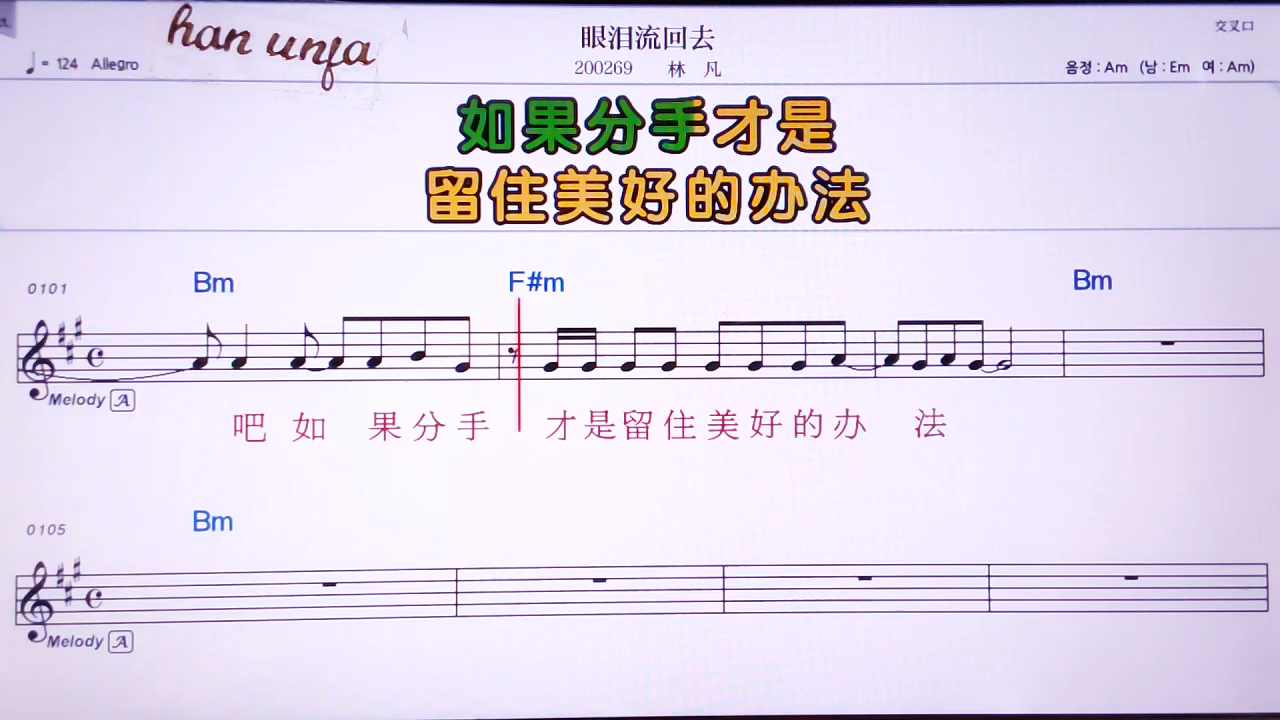 han unfa
眼泪流回去
交叉口
♩= 124 Allegro
200269 林 凡
음정 : Am (남 : Em 여 : Am)
如果分手才是
留住美好的办法
0101
Bm F#m Bm
Melody A
吧 如 果 分 手 才 是 留 住 美 好 的 办 法
0105
Bm
Melody A